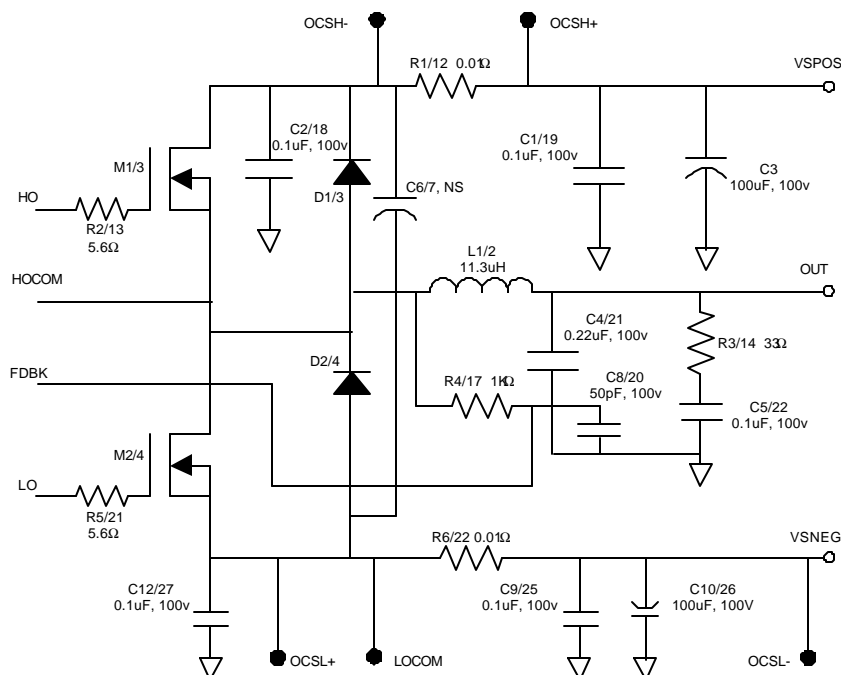 OCSH-
OCSH+
R1/12 0.01Ω
VSPOS
C2/18
0.1uF, 100v
C1/19
0.1uF, 100v
C3
100uF, 100v
M1/3
D1/3
C6/7, NS
HO
R2/13
5.6Ω
L1/2
11.3uH
OUT
HOCOM
C4/21
0.22uF, 100v
R3/14 33Ω
FDBK
D2/4
R4/17 1KΩ
C8/20
50pF, 100v
C5/22
0.1uF, 100v
M2/4
LO
R5/21
5.6Ω
R6/22 0.01Ω
VSNEG
C12/27
0.1uF, 100v
C9/25
0.1uF, 100v
C10/26
100uF, 100V
OCSL+
LOCOM
OCSL-